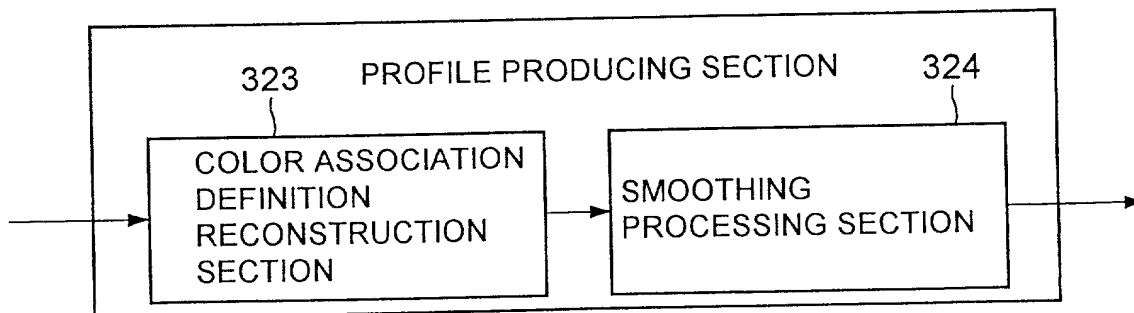 PROFILE PRODUCING SECTION
323
324
COLOR ASSOCIATION
DEFINITION
RECONSTRUCTION
SECTION
SMOOTHING
PROCESSING SECTION